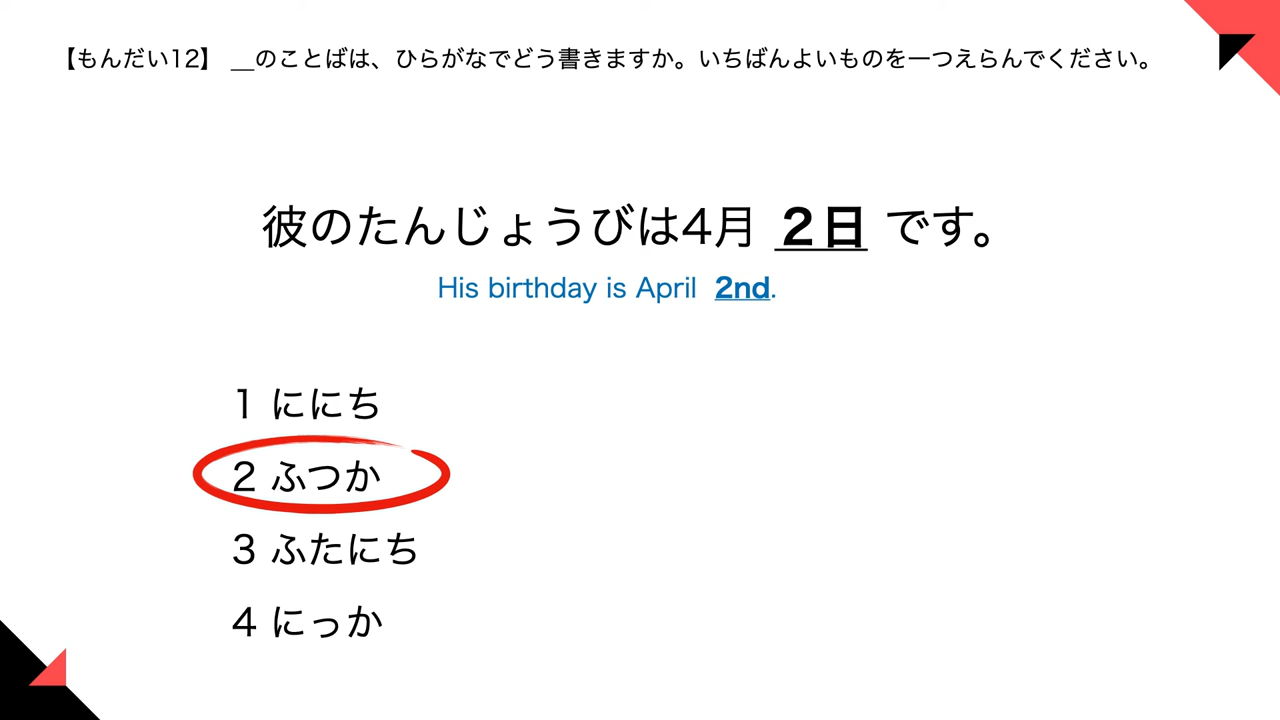 【もんだい12】 __のことばは、ひらがなでどう書きますか。いちばんよいものを一つえらんでください。
彼のたんじょうびは4月 ２日 です。
His birthday is April 2nd.
1 ににち
2 ふつか
3 ふたにち
4 にっか